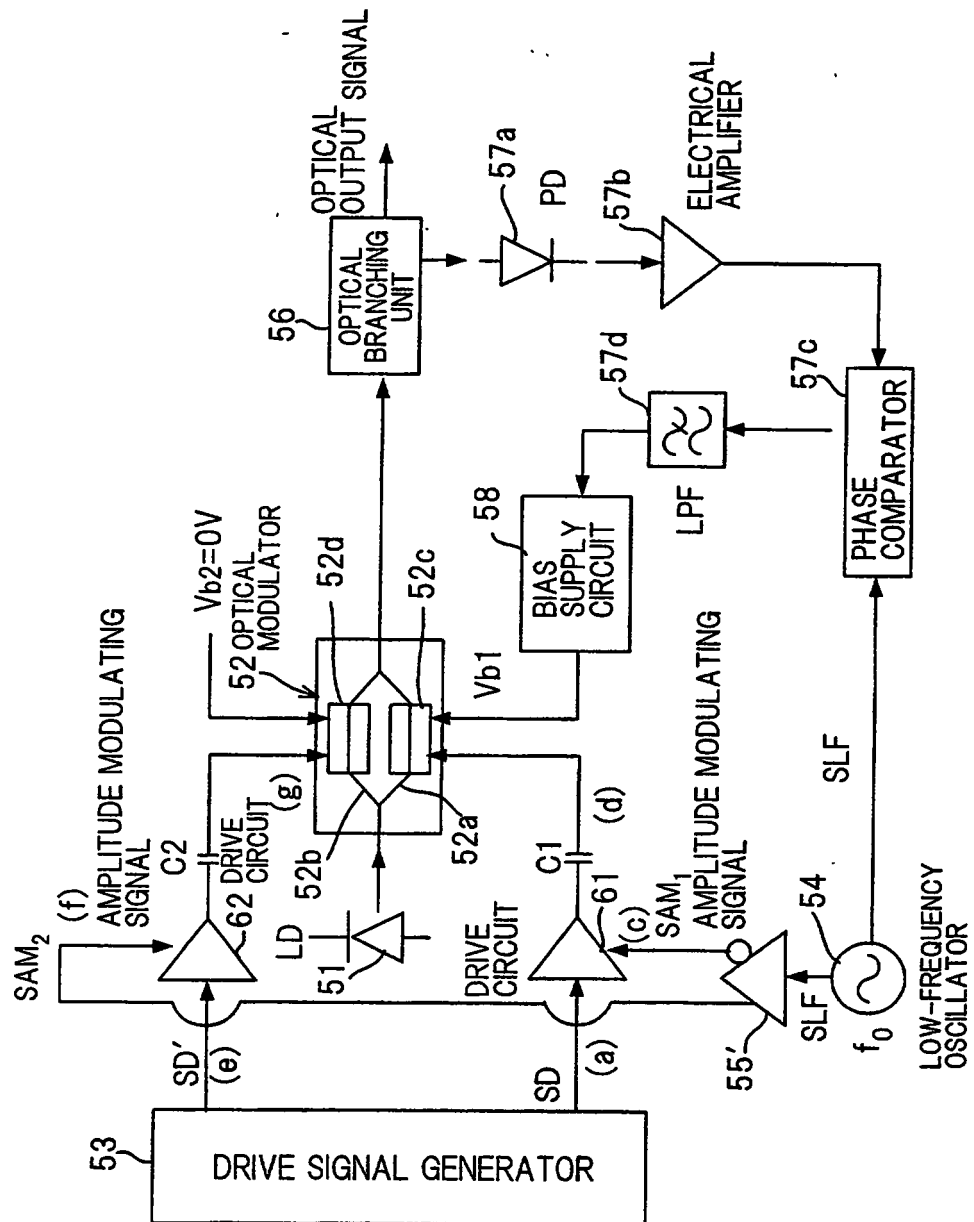 53
DRIVE SIGNAL GENERATOR
SD'
(e)
SD
(a)
SAM2
(f)
AMPLITUDE MODULATING
SIGNAL
62 DRIVE CIRCUIT
C2
(g)
Vb2=0V
52 OPTICAL
MODULATOR
52d
52c
52b
52a
LD
51
DRIVE
CIRCUIT
61
C1
(d)
(c)
SAM1
AMPLITUDE MODULATING
SIGNAL
55'
SLF
54
f0
LOW-FREQUENCY
OSCILLATOR
SLF
Vb1
58
BIAS
SUPPLY
CIRCUIT
56
OPTICAL
BRANCHING
UNIT
OPTICAL
OUTPUT SIGNAL
57a
PD
57b
ELECTRICAL
AMPLIFIER
57d
LPF
57c
PHASE
COMPARATOR